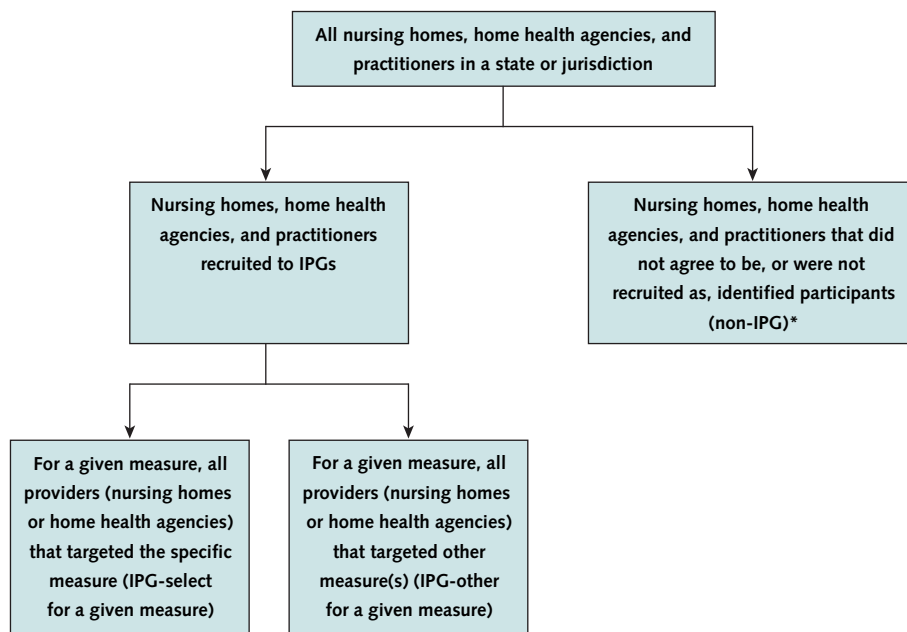 All nursing homes, home health agencies, and
practitioners in a state or jurisdiction
Nursing homes, home health
agencies, and practitioners
recruited to IPGs
Nursing homes, home health
agencies, and practitioners that did
not agree to be, or were not
recruited as, identified participants
(non-IPG)*
For a given measure, all
providers (nursing homes
or home health agencies)
that targeted the specific
measure (IPG-select
for a given measure)
For a given measure, all
providers (nursing homes
or home health agencies)
that targeted other
measure(s) (IPG-other
for a given measure)